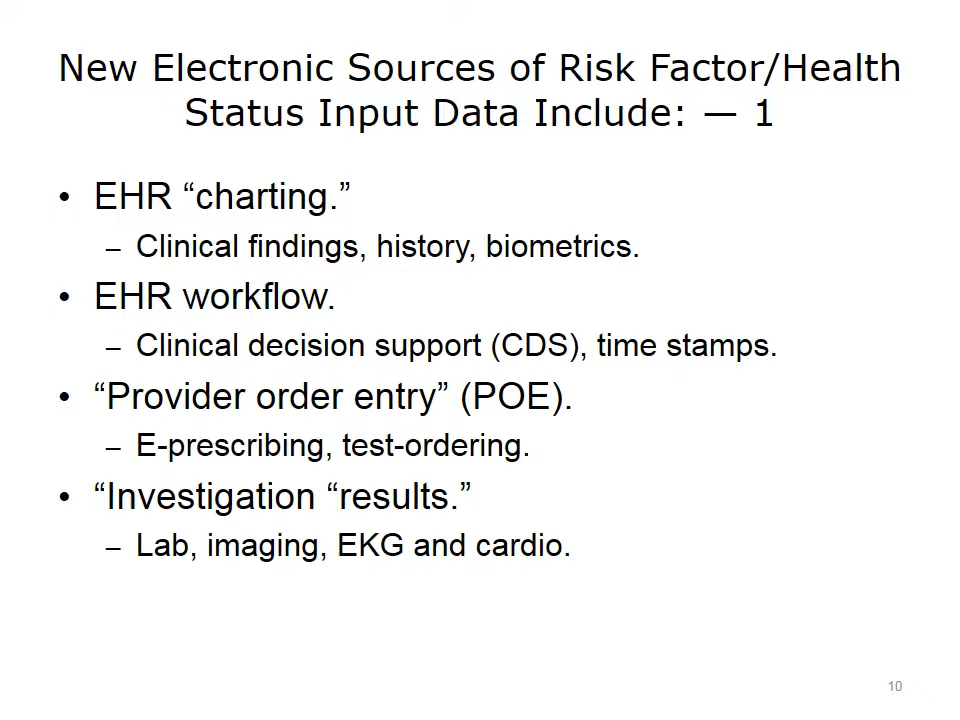 New Electronic Sources of Risk Factor/Health
Status Input Data Include: — 1
• EHR “charting.”
– Clinical findings, history, biometrics.
• EHR workflow.
– Clinical decision support (CDS), time stamps.
• “Provider order entry” (POE).
– E-prescribing, test-ordering.
• “Investigation “results.”
– Lab, imaging, EKG and cardio.
10